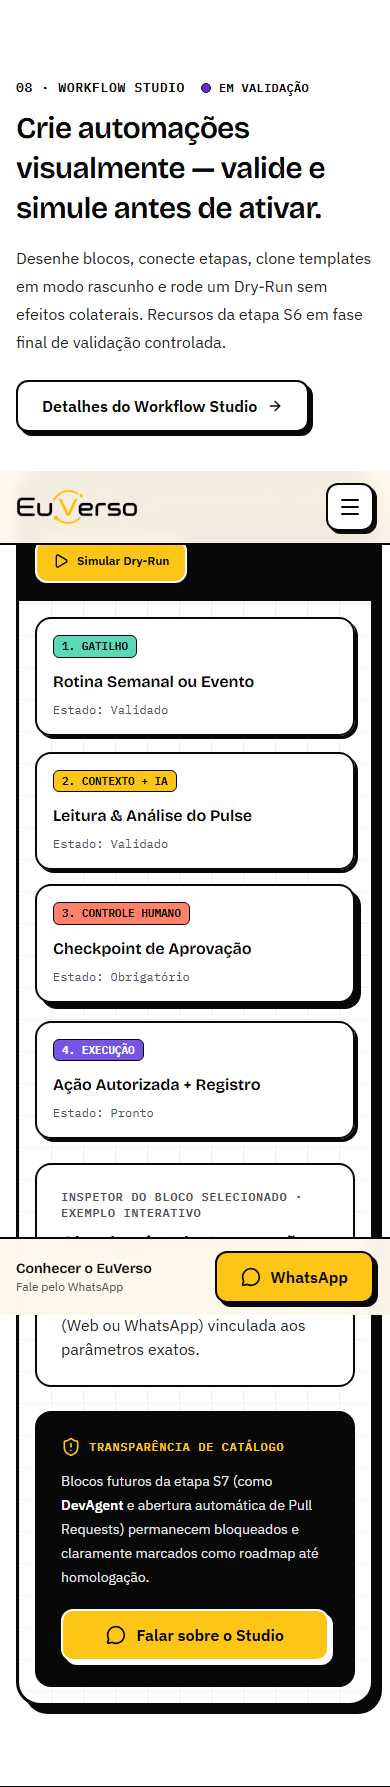 08 · WORKFLOW STUDIO
EM VALIDAÇÃO
Crie automações
visualmente — valide e
simule antes de ativar.
Desenhe blocos, conecte etapas, clone templates
em modo rascunho e rode um Dry-Run sem
efeitos colaterais. Recursos da etapa S6 em fase
final de validação controlada.
Detalhes do Workflow Studio →
EuVerso
Simular Dry-Run
1. GATILHO
Rotina Semanal ou Evento
Estado: Validado
2. CONTEXTO + IA
Leitura & Análise do Pulse
Estado: Validado
3. CONTROLE HUMANO
Checkpoint de Aprovação
Estado: Obrigatório
4. EXECUÇÃO
Ação Autorizada + Registro
Estado: Pronto
INSPETOR DO BLOCO SELECIONADO ·
EXEMPLO INTERATIVO
Conhecer o EuVerso
Fale pelo WhatsApp
WhatsApp
(Web ou WhatsApp) vinculada aos
parâmetros exatos.
TRANSPARÊNCIA DE CATÁLOGO
Blocos futuros da etapa S7 (como
DevAgent e abertura automática de Pull
Requests) permanecem bloqueados e
claramente marcados como roadmap até
homologação.
Falar sobre o Studio